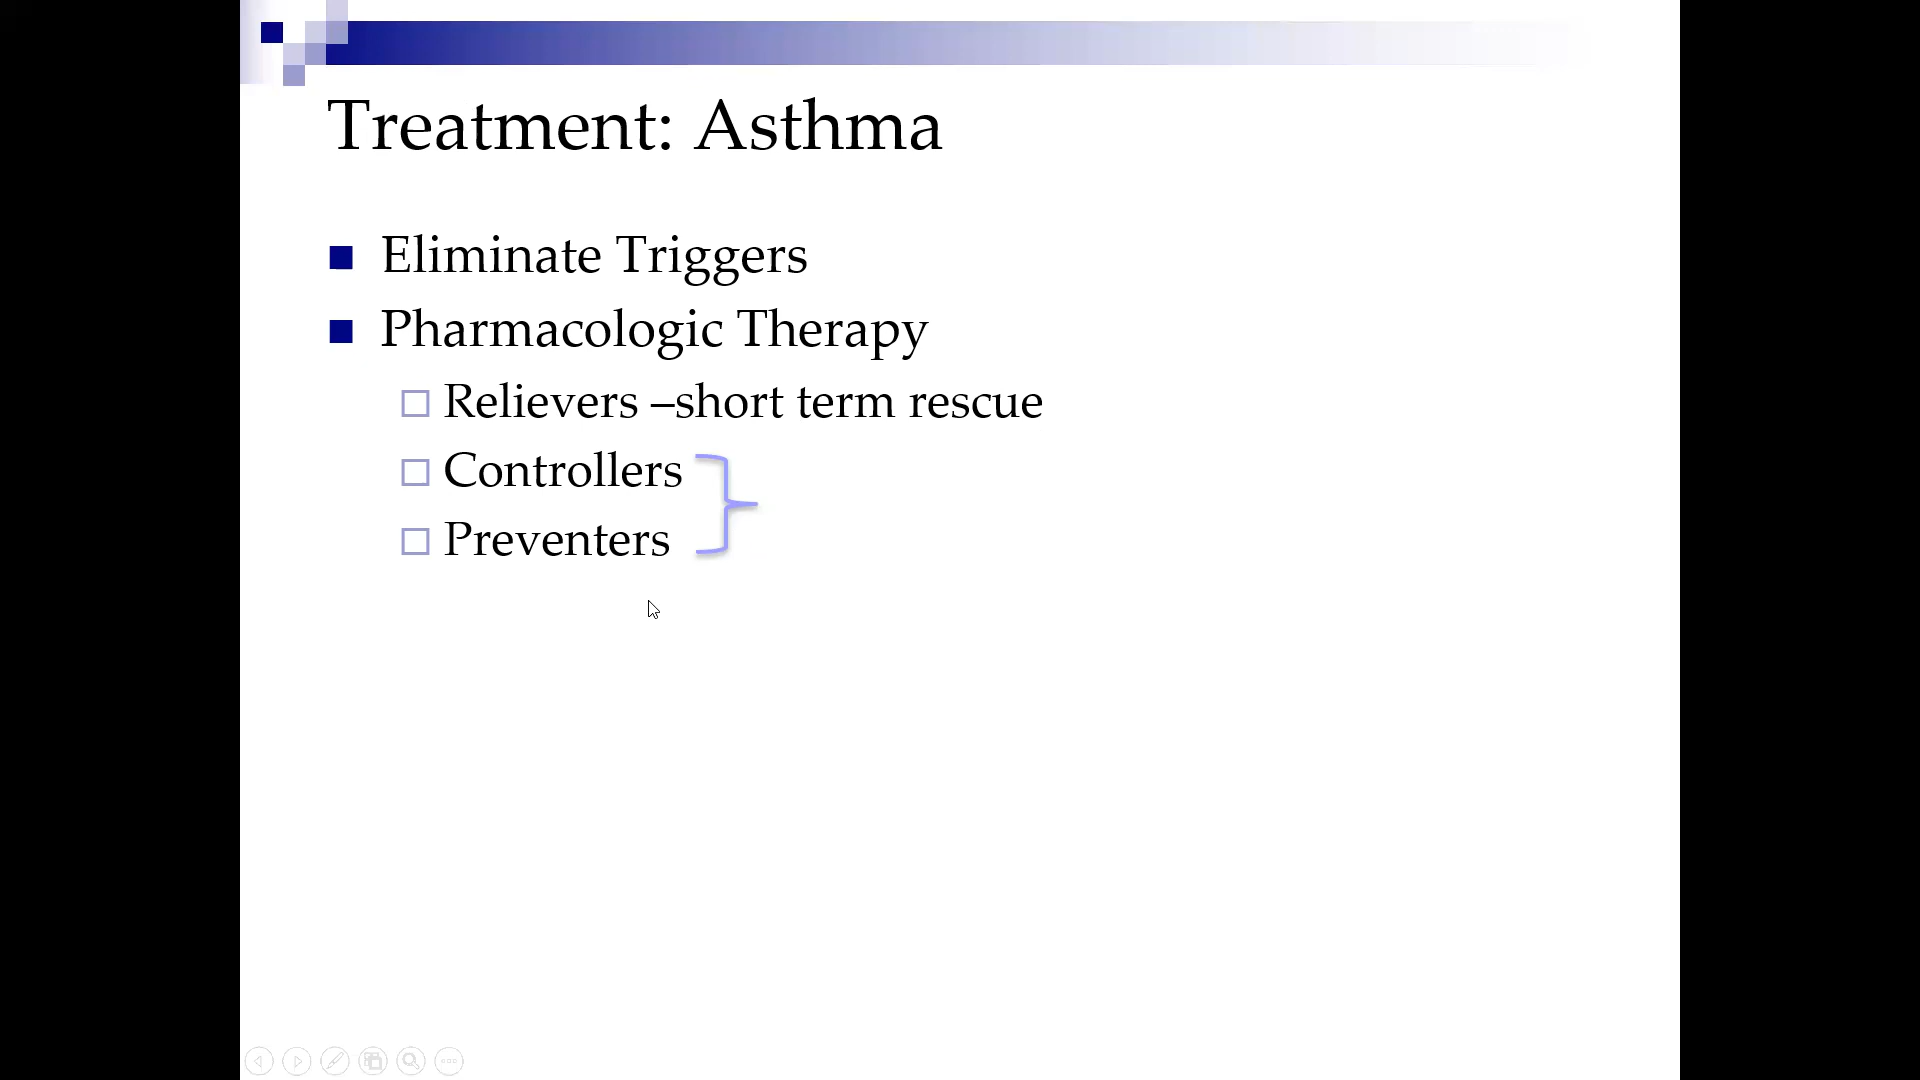 Treatment: Asthma
Eliminate Triggers
Pharmacologic Therapy
Relievers –short term rescue
Controllers
Preventers